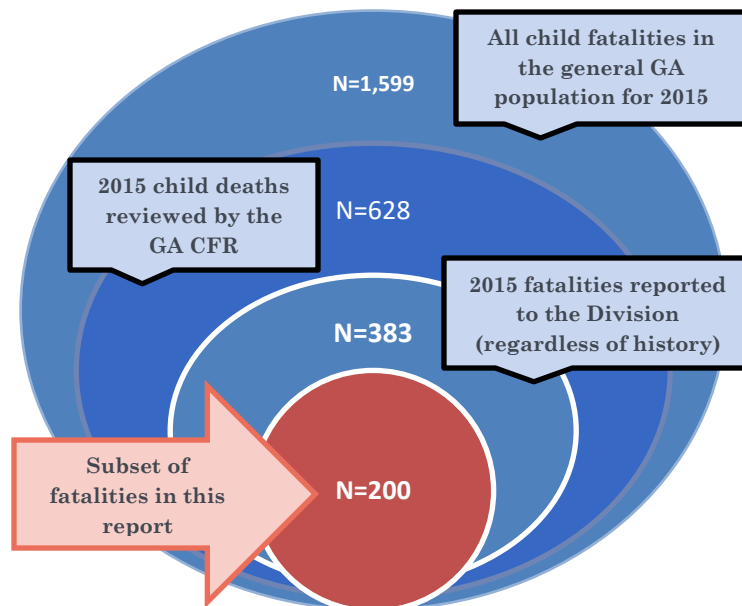 All child fatalities in
the general GA
population for 2015
N=1,599
2015 child deaths
reviewed by the
GA CFR
N=628
2015 fatalities reported
to the Division
(regardless of history)
N=383
Subset of
fatalities in this
report
N=200